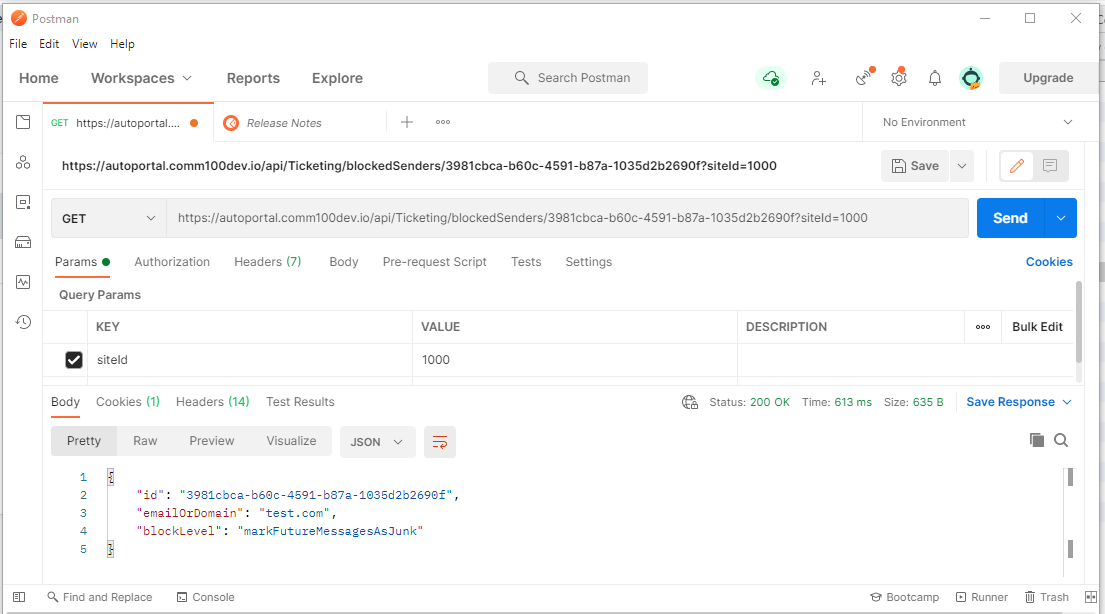 Postman
File Edit View Help
Home Workspaces Reports Explore Search Postman Upgrade
GET https://autoportal.... Release Notes No Environment
https://autoportal.comm100dev.io/api/Ticketing/blockedSenders/3981cbca-b60c-4591-b87a-1035d2b2690f?siteId=1000 Save
GET https://autoportal.comm100dev.io/api/Ticketing/blockedSenders/3981cbca-b60c-4591-b87a-1035d2b2690f?siteId=1000 Send
Params Authorization Headers (7) Body Pre-request Script Tests Settings Cookies
Query Params
KEY VALUE DESCRIPTION Bulk Edit
siteId 1000
Body Cookies (1) Headers (14) Test Results Status: 200 OK Time: 613 ms Size: 635 B Save Response
Pretty Raw Preview Visualize JSON
1 {
2 "id": "3981cbca-b60c-4591-b87a-1035d2b2690f",
3 "emailOrDomain": "test.com",
4 "blockLevel": "markFutureMessagesAsJunk"
5 }
Find and Replace Console Bootcamp Runner Trash